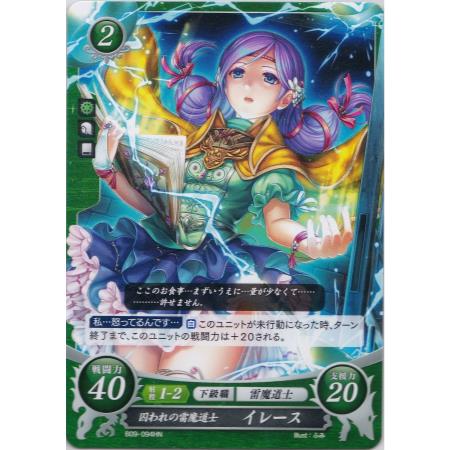 2
ここのお食事…まずいうえに…量が少なくて……
………許せません。
私…怒ってるんです… 自 このユニットが未行動になった時、ターン
終了まで、このユニットの戦闘力は+20される。
戦闘力
40
射程 1-2 下級職 雷魔道士
支援力
20
囚われの雷魔道士 イレース
B09-094HN
Illust：ふみ